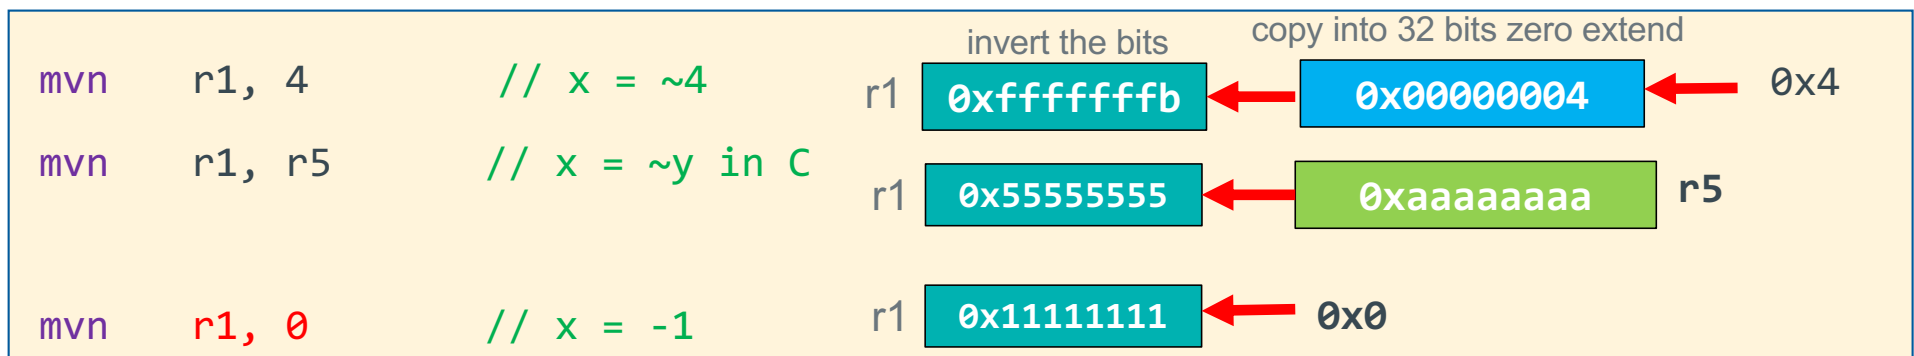 invert the bits copy into 32 bits zero extend
mvn r1, 4 // x = ~4 r1 0xfffffffb 0x00000004 0x4
mvn r1, r5 // x = ~y in C r1 0x55555555 0xaaaaaaaa r5
mvn r1, 0 // x = -1 r1 0x11111111 0x0